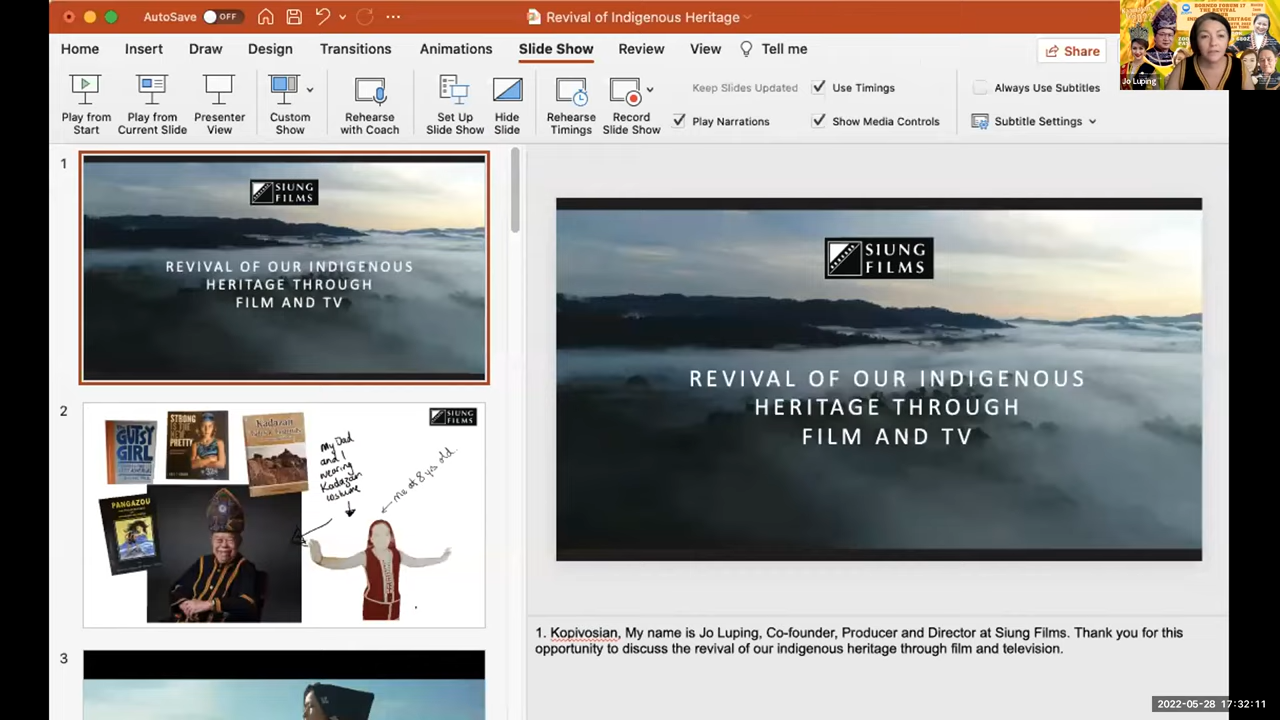 AutoSave OFF
Revival of Indigenous Heritage
Home Insert Draw Design Transitions Animations Slide Show Review View Tell me
Share
Play from
Start
Play from
Current Slide
Presenter
View
Custom
Show
Rehearse
with Coach
Set Up
Slide Show
Hide
Slide
Rehearse
Timings
Record
Slide Show
Keep Slides Updated
Play Narrations
Use Timings
Show Media Controls
Always Use Subtitles
Subtitle Settings
Jo Luping
1
SIUNG
FILMS
REVIVAL OF OUR INDIGENOUS
HERITAGE THROUGH
FILM AND TV
2
GUTSY
GIRL
STRONG
PRETTY
Kadazan
PANGAZOU
My Dad
and I
wearing
Kadazan
costume
me at 8 yrs old.
SIUNG
FILMS
3
SIUNG
FILMS
REVIVAL OF OUR INDIGENOUS
HERITAGE THROUGH
FILM AND TV
1. Kopivosian, My name is Jo Luping, Co-founder, Producer and Director at Siung Films. Thank you for this
opportunity to discuss the revival of our indigenous heritage through film and television.
2022-05-28 17:32:11